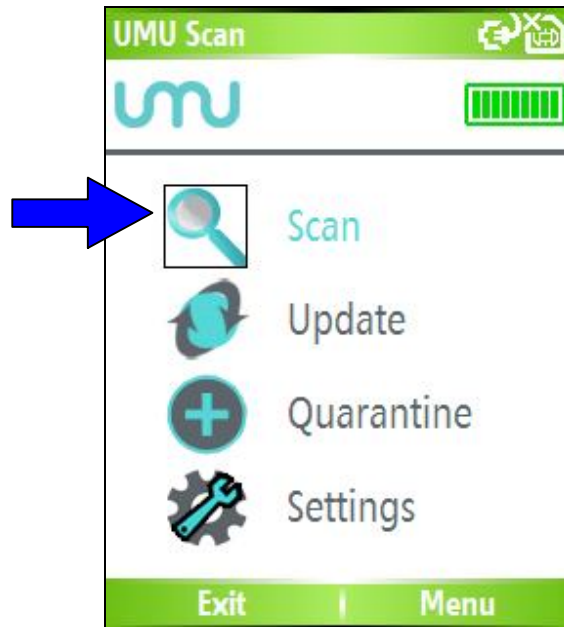 UMU Scan
umu
Scan
Update
Quarantine
Settings
Exit Menu